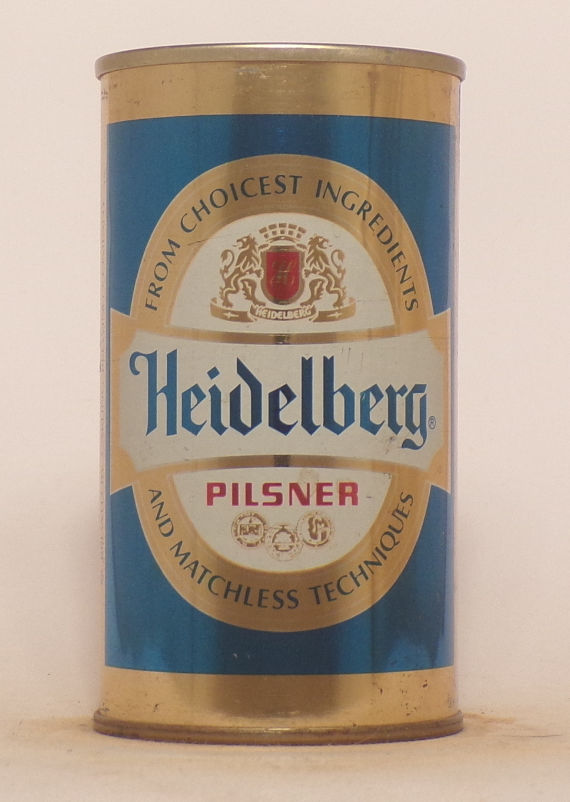 FROM CHOICEST INGREDIENTS
HEIDELBERG
Heidelberg®
PILSNER
AND MATCHLESS TECHNIQUES